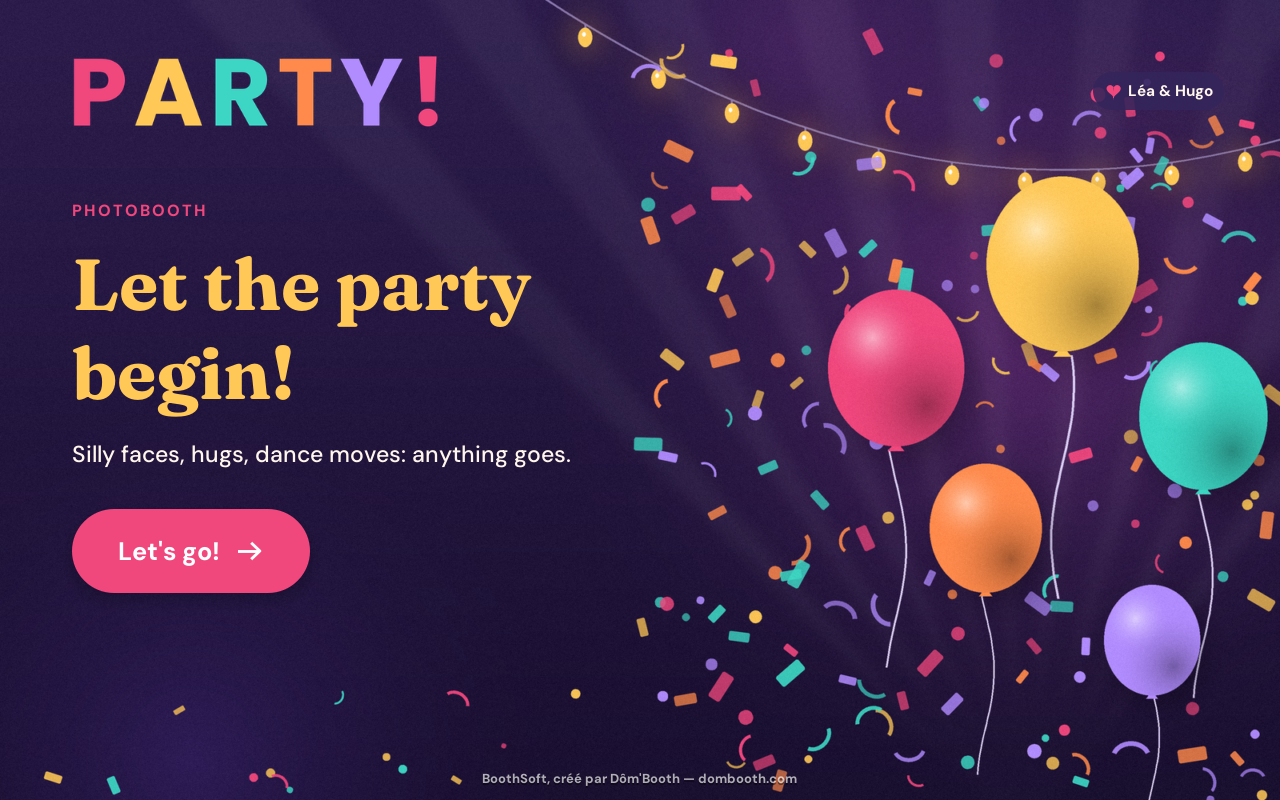 PARTY!
Léa & Hugo
PHOTOBOOTH
Let the party
begin!
Silly faces, hugs, dance moves: anything goes.
Let's go!
BoothSoft, créé par Dôm'Booth — dombooth.com